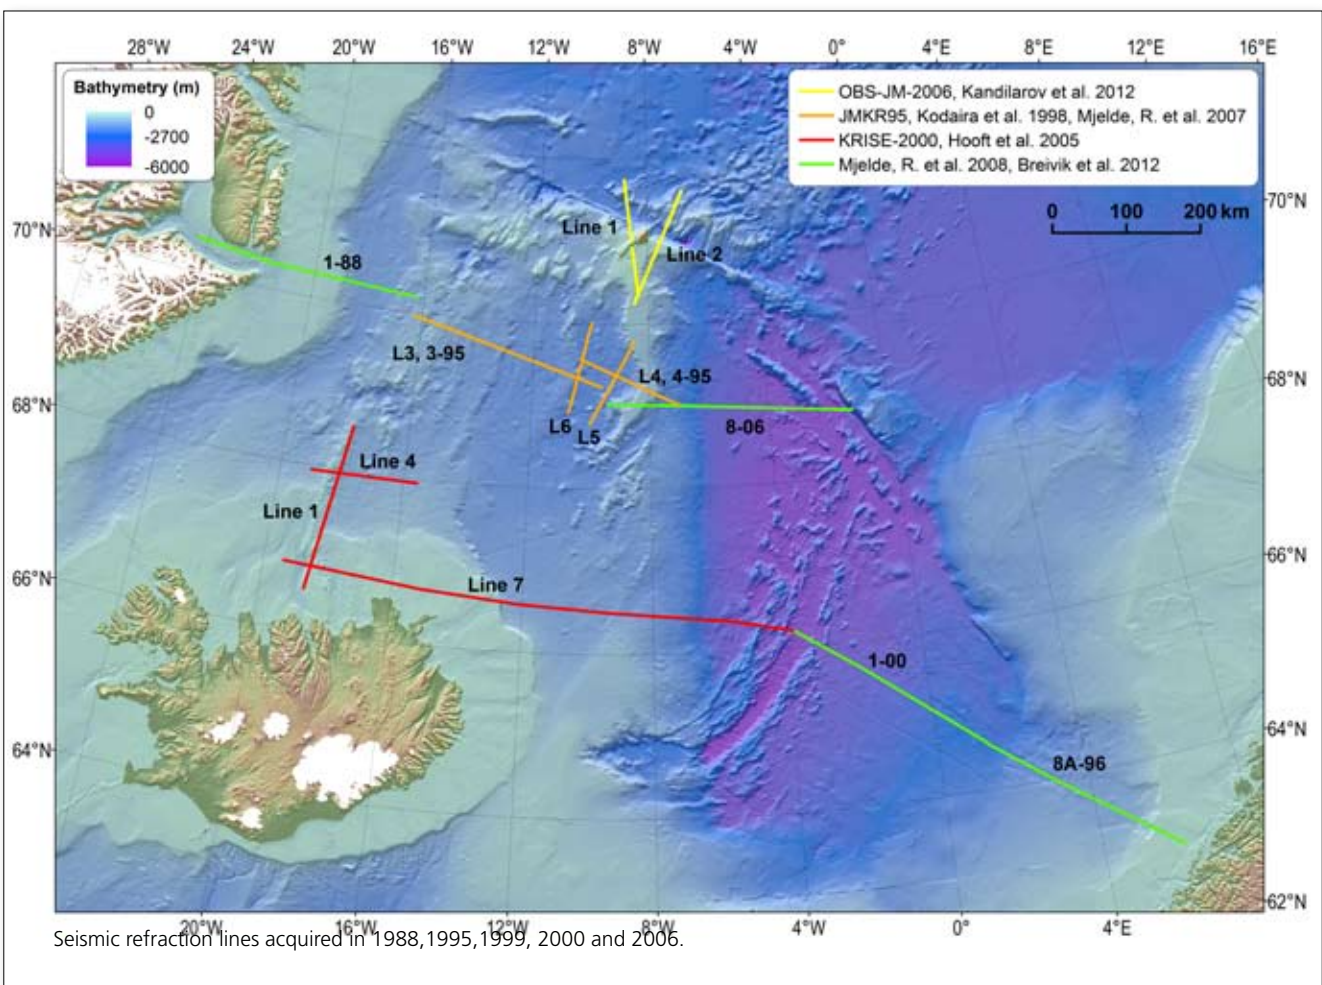 28°W 24°W 20°W 16°W 12°W 8°W 4°W 0° 4°E 8°E 12°E 16°E
Bathymetry (m)
0
-2700
-6000
OBS-JM-2006, Kandilarov et al. 2012
JMKR95, Kodaira et al. 1998, Mjelde, R. et al. 2007
KRISE-2000, Hooft et al. 2005
Mjelde, R. et al. 2008, Breivik et al. 2012
70°N
70°N
0 100 200 km
Line 1
Line 2
1-88
L3, 3-95
L4, 4-95
68°N
68°N
L6
L5
8-06
Line 4
Line 1
66°N
66°N
Line 7
1-00
64°N
64°N
8A-96
62°N
20°W 16°W 12°W 8°W 4°W 0° 4°E
Seismic refraction lines acquired in 1988,1995,1999, 2000 and 2006.